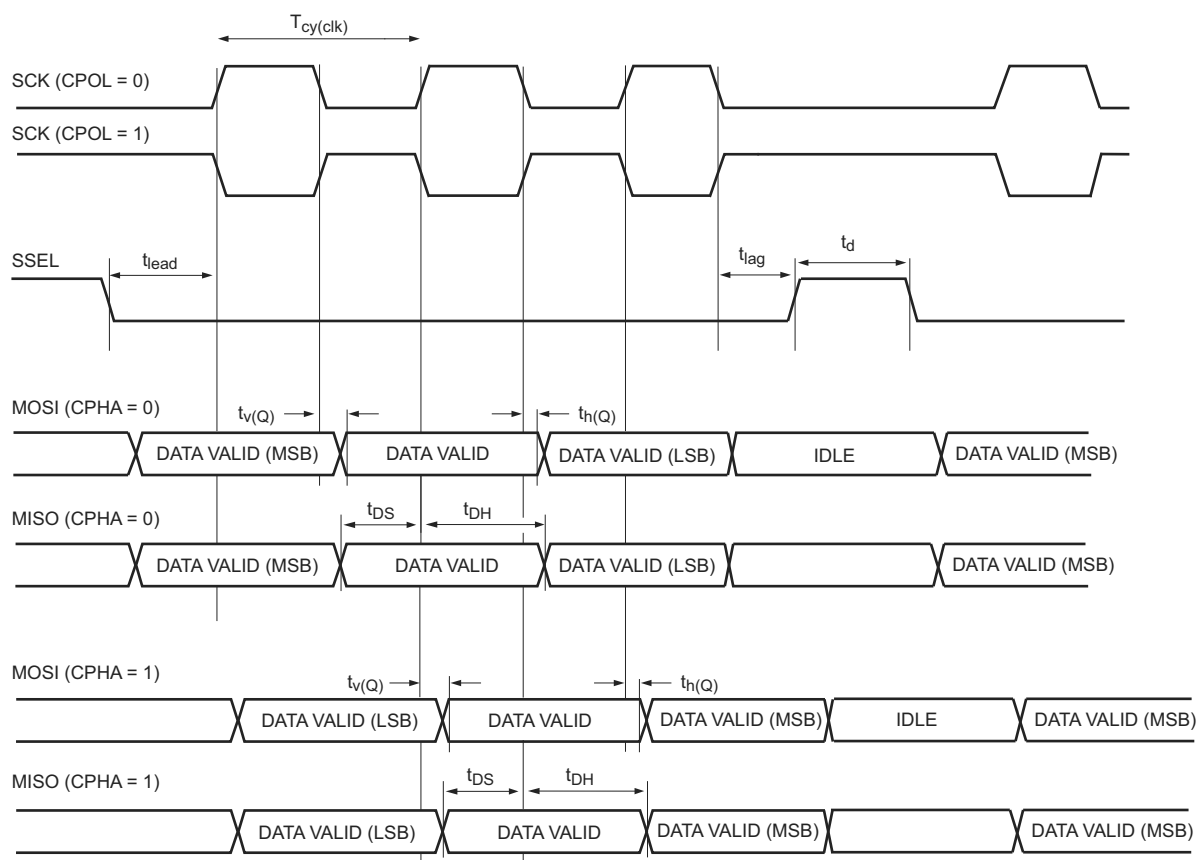 Tcy(clk)
SCK (CPOL = 0)
SCK (CPOL = 1)
SSEL
tlead
tlag
td
MOSI (CPHA = 0)
tv(Q)
th(Q)
DATA VALID (MSB) DATA VALID DATA VALID (LSB) IDLE DATA VALID (MSB)
MISO (CPHA = 0)
tDS
tDH
DATA VALID (MSB) DATA VALID DATA VALID (LSB) DATA VALID (MSB)
MOSI (CPHA = 1)
tv(Q)
th(Q)
DATA VALID (LSB) DATA VALID DATA VALID (MSB) IDLE DATA VALID (MSB)
MISO (CPHA = 1)
tDS
tDH
DATA VALID (LSB) DATA VALID DATA VALID (MSB) DATA VALID (MSB)